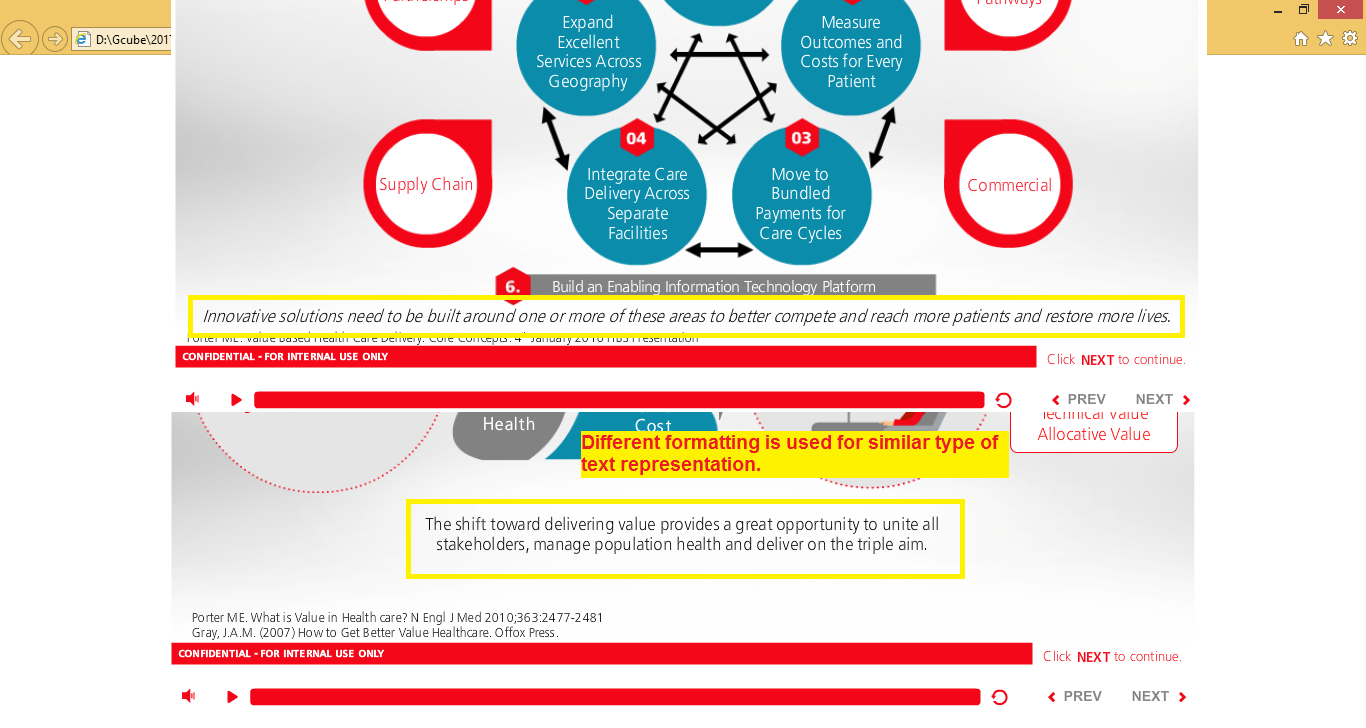 D:\Gcube\201
Partnerships
Pathways
Expand
Excellent
Services Across
Geography
Measure
Outcomes and
Costs for Every
Patient
04
03
Supply Chain
Integrate Care
Delivery Across
Separate
Facilities
Move to
Bundled
Payments for
Care Cycles
Commercial
6. Build an Enabling Information Technology Platform
Innovative solutions need to be built around one or more of these areas to better compete and reach more patients and restore more lives.
Porter ME. Value Based Health Care Delivery: Core Concepts. 4 January 2016 HBS Presentation
CONFIDENTIAL - FOR INTERNAL USE ONLY
Click NEXT to continue.
PREV NEXT
Health
Cost
Technical Value
Allocative Value
Different formatting is used for similar type of
text representation.
The shift toward delivering value provides a great opportunity to unite all
stakeholders, manage population health and deliver on the triple aim.
Porter ME. What is Value in Health care? N Engl J Med 2010;363:2477-2481
Gray, J.A.M. (2007) How to Get Better Value Healthcare. Offox Press.
CONFIDENTIAL - FOR INTERNAL USE ONLY
Click NEXT to continue.
PREV NEXT